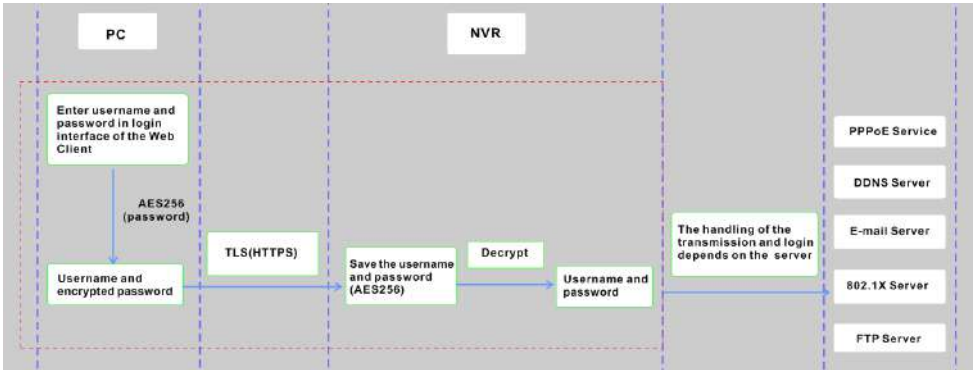 PC
NVR
Enter username and
password in login
interface of the Web
Client
AES256
(password)
Username and
encrypted password
TLS(HTTPS)
Save the username
and password
(AES256)
Decrypt
Username and
password
The handling of the
transmission and login
depends on the server
PPPoE Service
DDNS Server
E-mail Server
802.1X Server
FTP Server